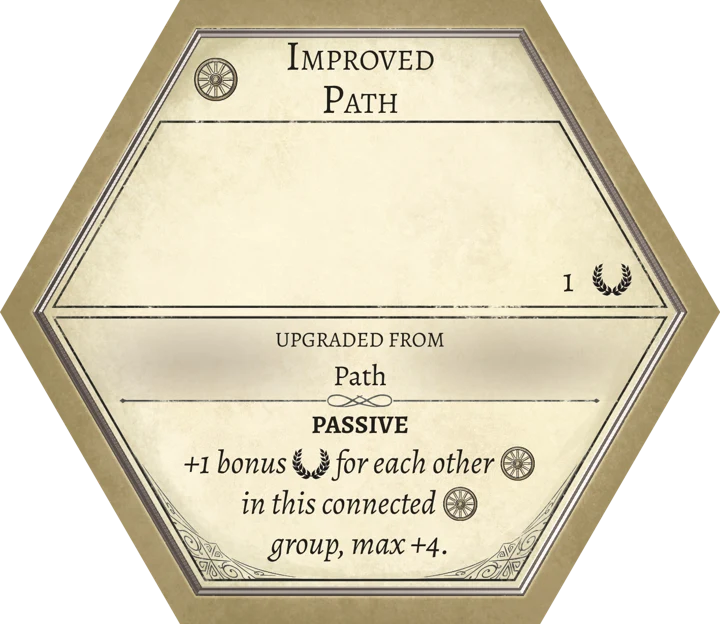 Improved
Path
1
UPGRADED FROM
Path
PASSIVE
+1 bonus for each other
in this connected
group, max +4.